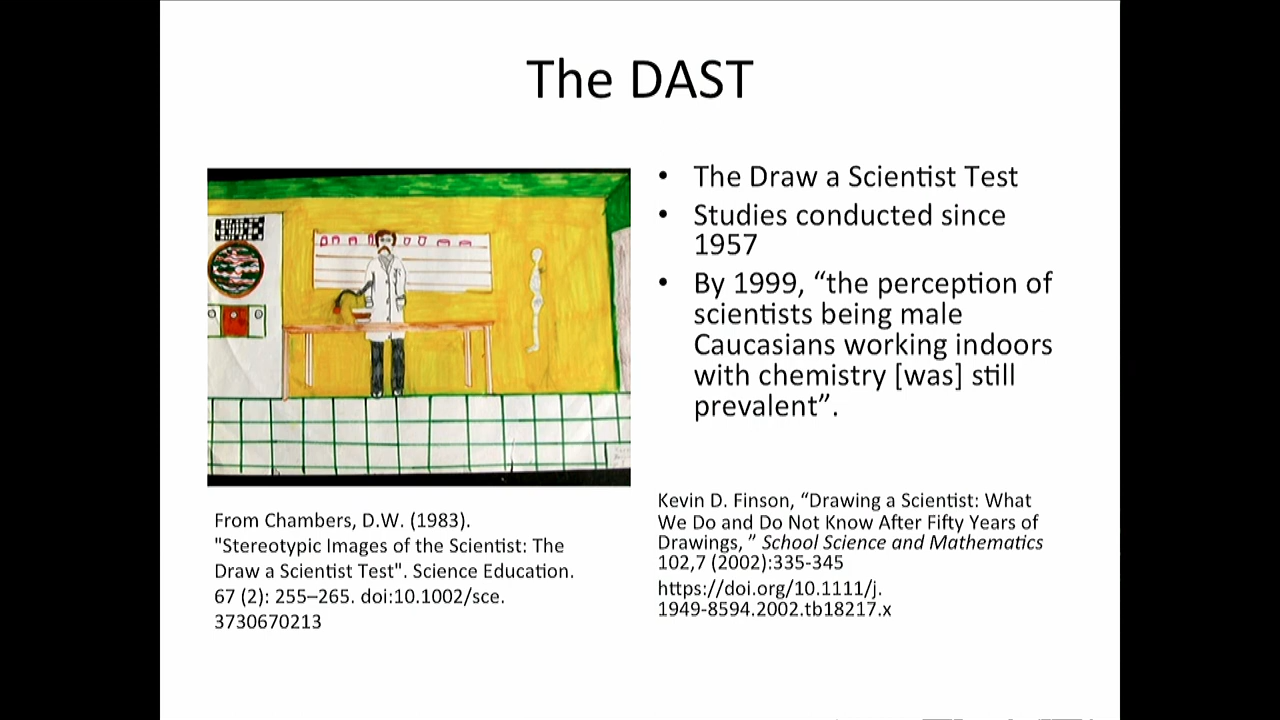 The DAST
• The Draw a Scientist Test
• Studies conducted since
1957
• By 1999, “the perception of
scientists being male
Caucasians working indoors
with chemistry [was] still
prevalent”.
From Chambers, D.W. (1983).
"Stereotypic Images of the Scientist: The
Draw a Scientist Test". Science Education.
67 (2): 255–265. doi:10.1002/sce.
3730670213
Kevin D. Finson, “Drawing a Scientist: What
We Do and Do Not Know After Fifty Years of
Drawings, ” School Science and Mathematics
102,7 (2002):335-345
https://doi.org/10.1111/j.
1949-8594.2002.tb18217.x